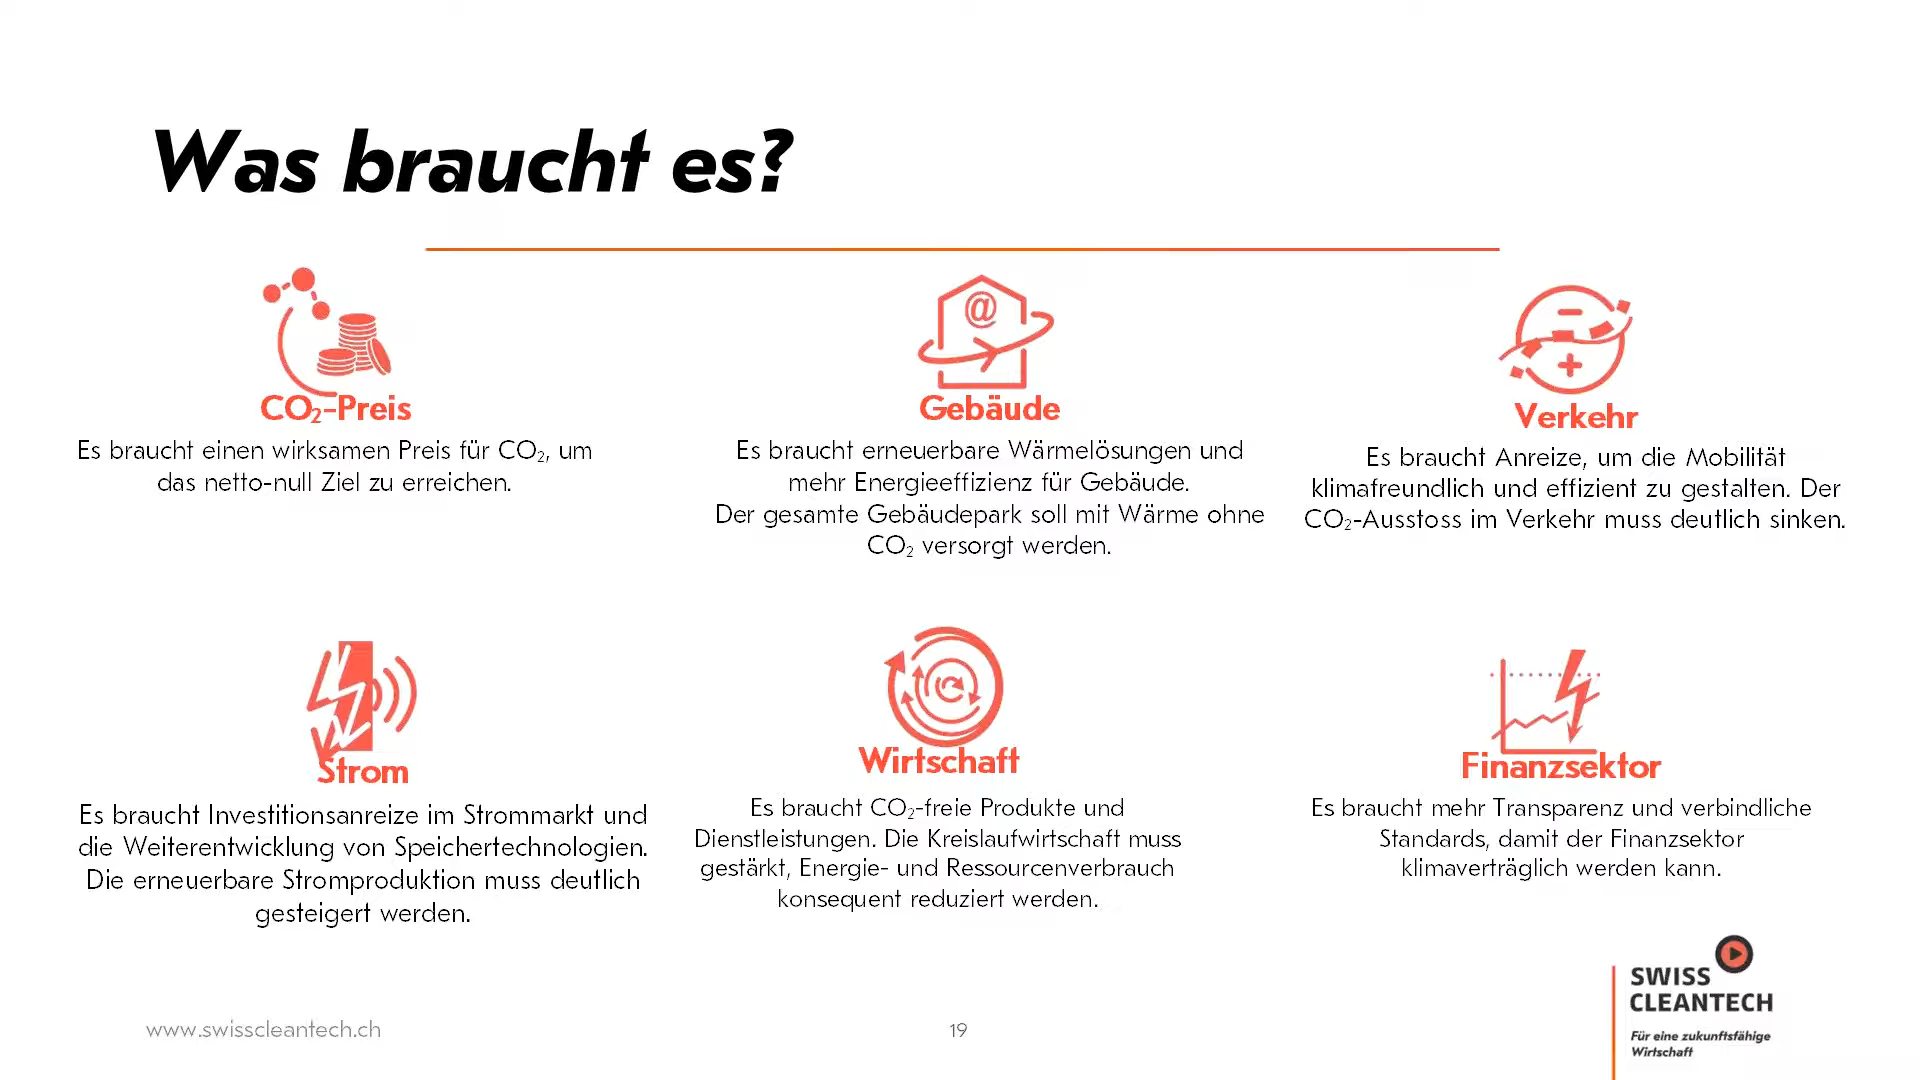 Was braucht es?
@
CO₂-Preis
Es braucht einen wirksamen Preis für CO₂, um
das netto-null Ziel zu erreichen.
Gebäude
Es braucht erneuerbare Wärmelösungen und
mehr Energieeffizienz für Gebäude.
Der gesamte Gebäudepark soll mit Wärme ohne
CO₂ versorgt werden.
Verkehr
Es braucht Anreize, um die Mobilität
klimafreundlich und effizient zu gestalten. Der
CO₂-Ausstoss im Verkehr muss deutlich sinken.
Strom
Es braucht Investitionsanreize im Strommarkt und
die Weiterentwicklung von Speichertechnologien.
Die erneuerbare Stromproduktion muss deutlich
gesteigert werden.
Wirtschaft
Es braucht CO₂-freie Produkte und
Dienstleistungen. Die Kreislaufwirtschaft muss
gestärkt, Energie- und Ressourcenverbrauch
konsequent reduziert werden.
Finanzsektor
Es braucht mehr Transparenz und verbindliche
Standards, damit der Finanzsektor
klimaverträglich werden kann.
www.swisscleantech.ch
19
SWISS
CLEANTECH
Für eine zukunftsfähige
Wirtschaft